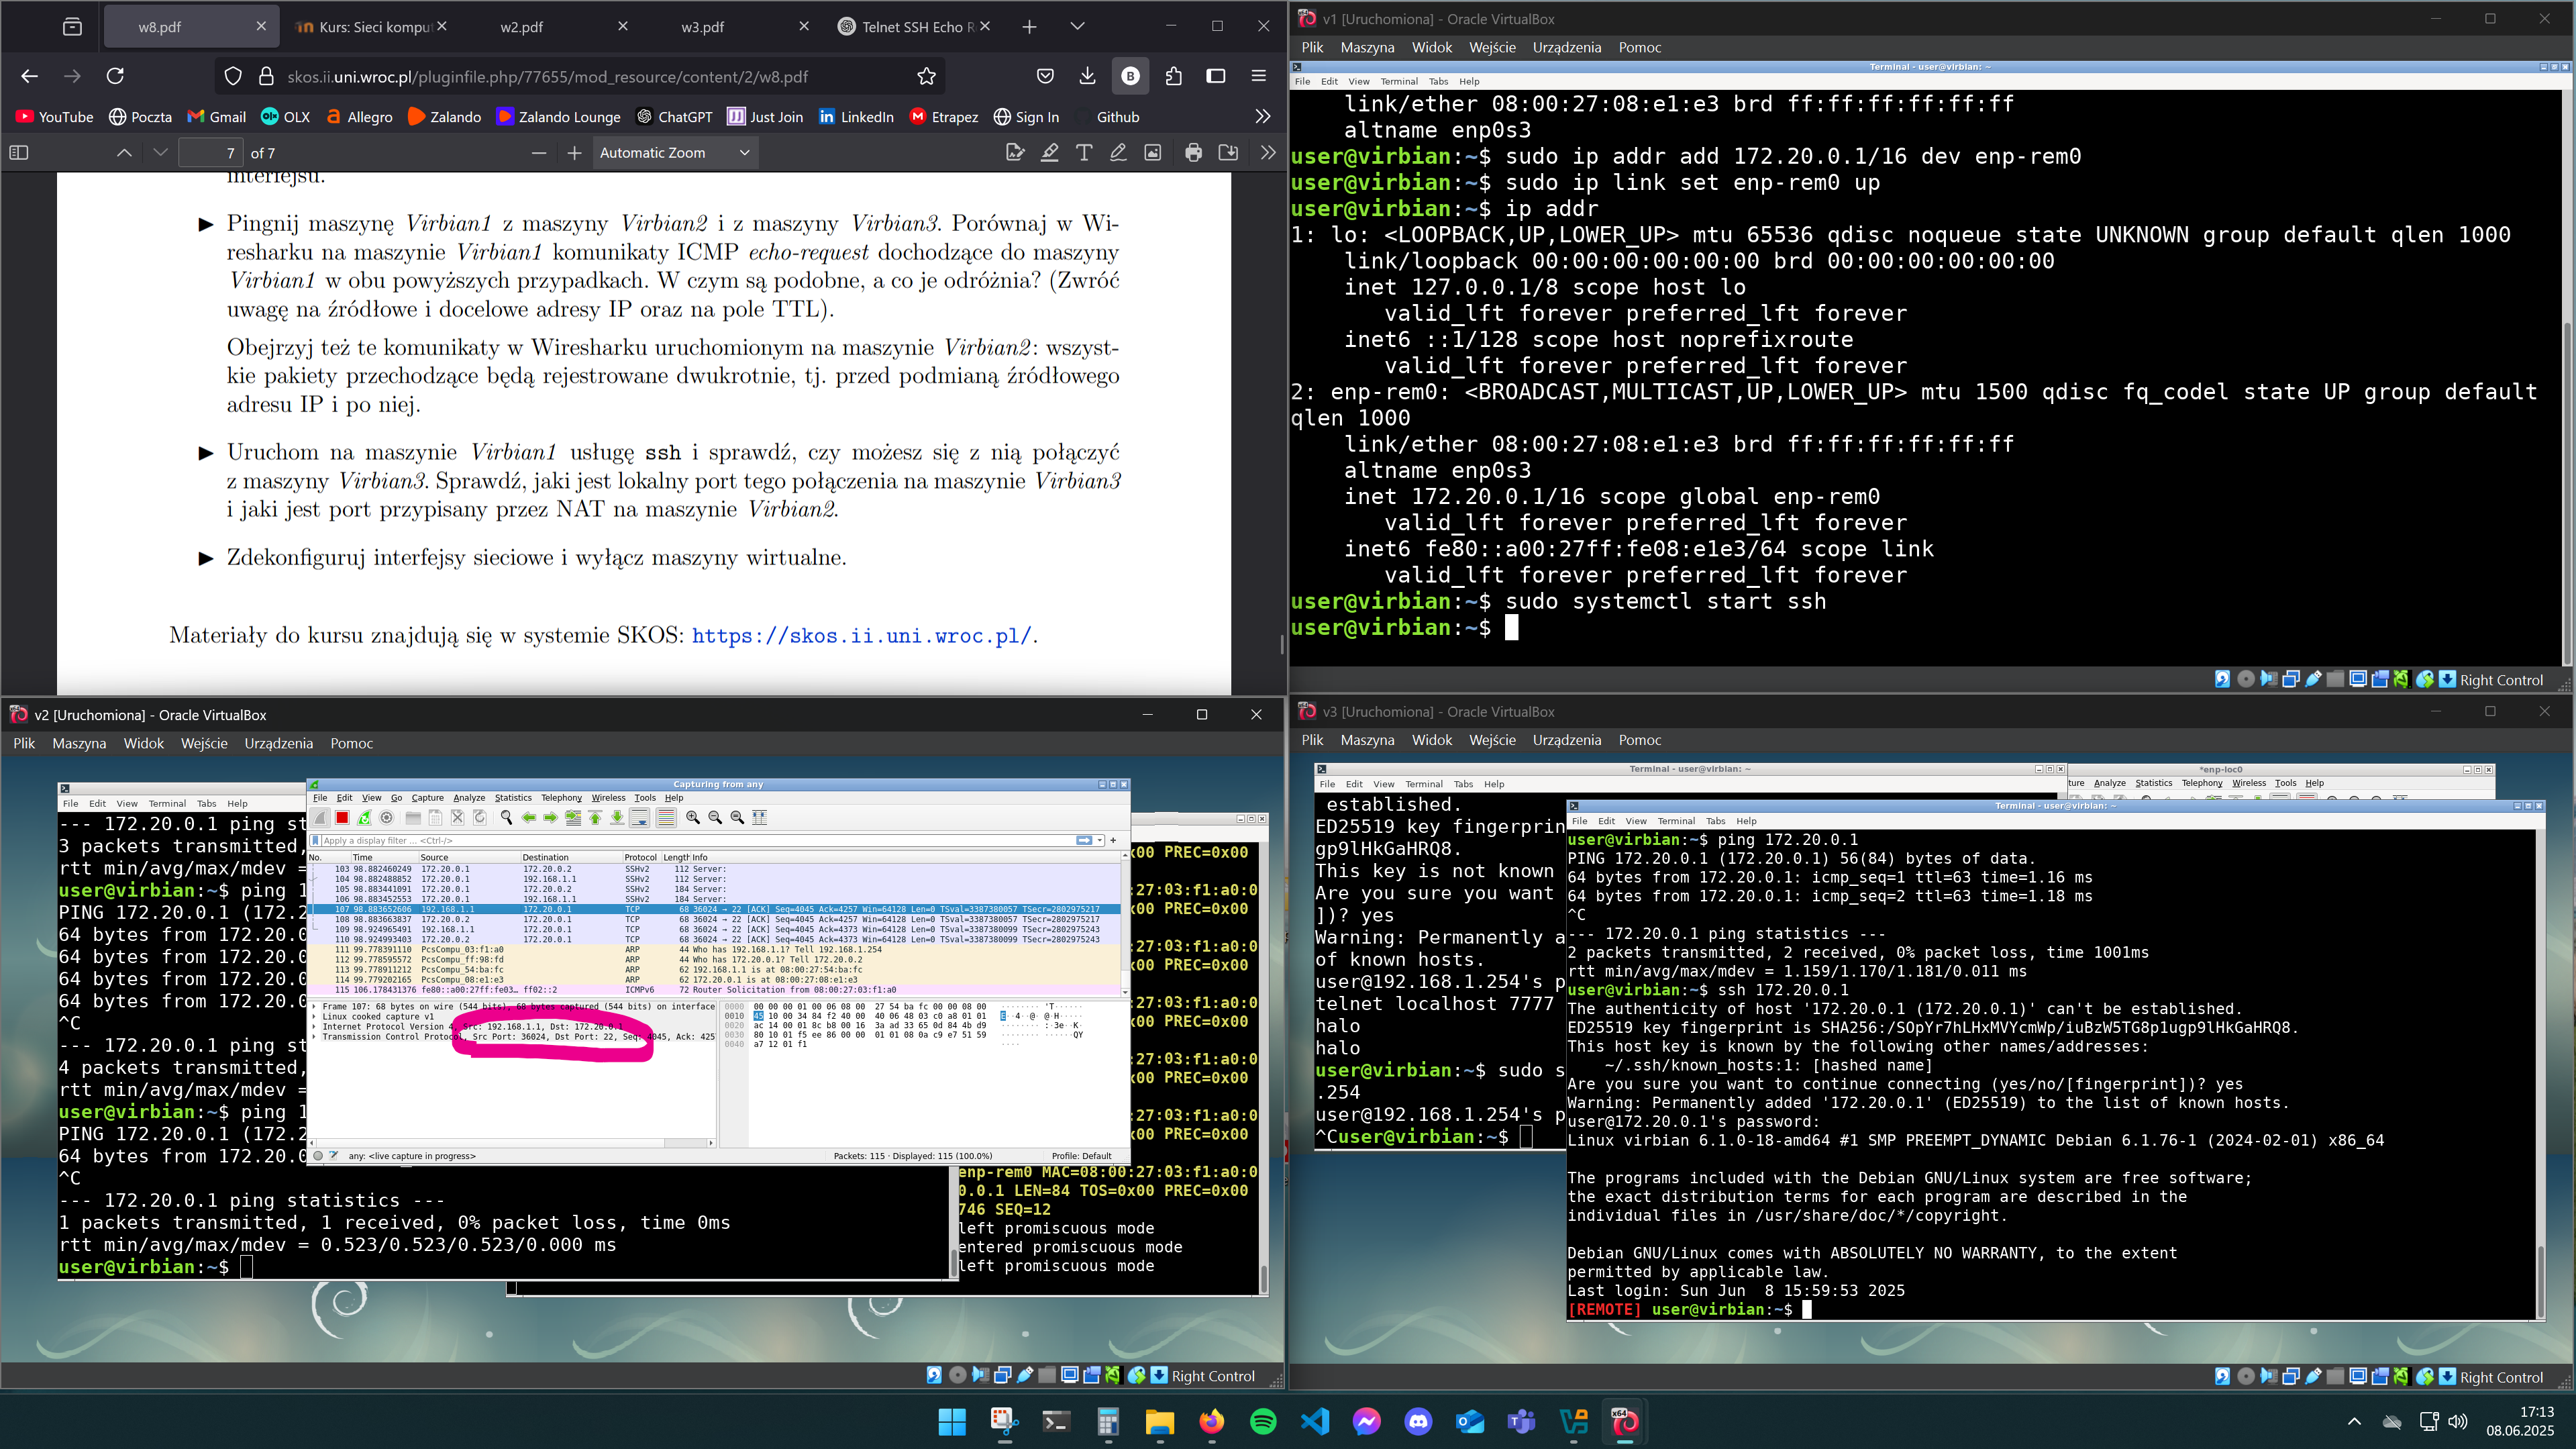 w8.pdf
Kurs: Sieci komput
w2.pdf
w3.pdf
Telnet SSH Echo R
skos.ii.uni.wroc.pl/pluginfile.php/77655/mod_resource/content/2/w8.pdf
YouTube Poczta Gmail OLX Allegro Zalando Zalando Lounge ChatGPT Just Join LinkedIn Etrapez Sign In Github
7 of 7 Automatic Zoom
interfejsu.
► Pingnij maszynę Virbian1 z maszyny Virbian2 i z maszyny Virbian3. Porównaj w Wi-
resharku na maszynie Virbian1 komunikaty ICMP echo-request dochodzące do maszyny
Virbian1 w obu powyższych przypadkach. W czym są podobne, a co je odróżnia? (Zwróć
uwagę na źródłowe i docelowe adresy IP oraz na pole TTL).
Obejrzyj też te komunikaty w Wiresharku uruchomionym na maszynie Virbian2: wszyst-
kie pakiety przechodzące będą rejestrowane dwukrotnie, tj. przed podmianą źródłowego
adresu IP i po niej.
► Uruchom na maszynie Virbian1 usługę ssh i sprawdź, czy możesz się z nią połączyć
z maszyny Virbian3. Sprawdź, jaki jest lokalny port tego połączenia na maszynie Virbian3
i jaki jest port przypisany przez NAT na maszynie Virbian2.
► Zdekonfiguruj interfejsy sieciowe i wyłącz maszyny wirtualne.
Materiały do kursu znajdują się w systemie SKOS: https://skos.ii.uni.wroc.pl/.
v1 [Uruchomiona] - Oracle VirtualBox
Plik Maszyna Widok Wejście Urządzenia Pomoc
Terminal - user@virbian: ~
File Edit View Terminal Tabs Help
link/ether 08:00:27:08:e1:e3 brd ff:ff:ff:ff:ff:ff
altname enp0s3
user@virbian:~$ sudo ip addr add 172.20.0.1/16 dev enp-rem0
user@virbian:~$ sudo ip link set enp-rem0 up
user@virbian:~$ ip addr
1: lo: <LOOPBACK,UP,LOWER_UP> mtu 65536 qdisc noqueue state UNKNOWN group default qlen 1000
link/loopback 00:00:00:00:00:00 brd 00:00:00:00:00:00
inet 127.0.0.1/8 scope host lo
valid_lft forever preferred_lft forever
inet6 ::1/128 scope host noprefixroute
valid_lft forever preferred_lft forever
2: enp-rem0: <BROADCAST,MULTICAST,UP,LOWER_UP> mtu 1500 qdisc fq_codel state UP group default
qlen 1000
link/ether 08:00:27:08:e1:e3 brd ff:ff:ff:ff:ff:ff
altname enp0s3
inet 172.20.0.1/16 scope global enp-rem0
valid_lft forever preferred_lft forever
inet6 fe80::a00:27ff:fe08:e1e3/64 scope link
valid_lft forever preferred_lft forever
user@virbian:~$ sudo systemctl start ssh
user@virbian:~$
Right Control
v2 [Uruchomiona] - Oracle VirtualBox
Plik Maszyna Widok Wejście Urządzenia Pomoc
File Edit View Terminal Tabs Help
--- 172.20.0.1 ping st
3 packets transmitted,
rtt min/avg/max/mdev =
user@virbian:~$ ping 1
PING 172.20.0.1 (172.2
64 bytes from 172.20.0
64 bytes from 172.20.0
64 bytes from 172.20.0
64 bytes from 172.20.0
^C
--- 172.20.0.1 ping st
4 packets transmitted,
rtt min/avg/max/mdev =
user@virbian:~$ ping 1
PING 172.20.0.1 (172.2
64 bytes from 172.20.0
^C
--- 172.20.0.1 ping statistics ---
1 packets transmitted, 1 received, 0% packet loss, time 0ms
rtt min/avg/max/mdev = 0.523/0.523/0.523/0.000 ms
user@virbian:~$
Capturing from any
File Edit View Go Capture Analyze Statistics Telephony Wireless Tools Help
Apply a display filter ... <Ctrl-/>
No. Time Source Destination Protocol Length Info
103 98.882460249 172.20.0.1 172.20.0.2 SSHv2 112 Server:
104 98.882488852 172.20.0.1 192.168.1.1 SSHv2 112 Server:
105 98.883441091 172.20.0.1 172.20.0.2 SSHv2 184 Server:
106 98.883452553 172.20.0.1 192.168.1.1 SSHv2 184 Server:
107 98.883652606 192.168.1.1 172.20.0.1 TCP 68 36024 → 22 [ACK] Seq=4045 Ack=4257 Win=64128 Len=0 TSval=3387380057 TSecr=2802975217
108 98.883663837 172.20.0.2 172.20.0.1 TCP 68 36024 → 22 [ACK] Seq=4045 Ack=4257 Win=64128 Len=0 TSval=3387380057 TSecr=2802975217
109 98.924965491 192.168.1.1 172.20.0.1 TCP 68 36024 → 22 [ACK] Seq=4045 Ack=4373 Win=64128 Len=0 TSval=3387380099 TSecr=2802975243
110 98.924993403 172.20.0.2 172.20.0.1 TCP 68 36024 → 22 [ACK] Seq=4045 Ack=4373 Win=64128 Len=0 TSval=3387380099 TSecr=2802975243
111 99.778391110 PcsCompu_03:f1:a0 ARP 44 Who has 192.168.1.1? Tell 192.168.1.254
112 99.778595572 PcsCompu_ff:98:fd ARP 44 Who has 172.20.0.1? Tell 172.20.0.2
113 99.778911212 PcsCompu_54:ba:fc ARP 62 192.168.1.1 is at 08:00:27:54:ba:fc
114 99.779202165 PcsCompu_08:e1:e3 ARP 62 172.20.0.1 is at 08:00:27:08:e1:e3
115 106.178431376 fe80::a00:27ff:fe03… ff02::2 ICMPv6 72 Router Solicitation from 08:00:27:03:f1:a0
Frame 107: 68 bytes on wire (544 bits), 68 bytes captured (544 bits) on interface
Linux cooked capture v1
Internet Protocol Version 4, Src: 192.168.1.1, Dst: 172.20.0.1
Transmission Control Protocol, Src Port: 36024, Dst Port: 22, Seq: 4045, Ack: 425
0000 00 00 00 01 00 06 08 00 27 54 ba fc 00 00 08 00
0010 45 10 00 34 84 f2 40 00 40 06 48 03 c0 a8 01 01
0020 ac 14 00 01 8c b8 00 16 3a ad 33 65 0d 84 4b d9
0030 80 10 01 f5 ee 86 00 00 01 01 08 0a c9 e7 51 59
0040 a7 12 01 f1
any: <live capture in progress>
Packets: 115 · Displayed: 115 (100.0%)
Profile: Default
x00 PREC=0x00
:27:03:f1:a0:0
x00 PREC=0x00
:27:03:f1:a0:0
x00 PREC=0x00
:27:03:f1:a0:0
x00 PREC=0x00
:27:03:f1:a0:0
x00 PREC=0x00
:27:03:f1:a0:0
x00 PREC=0x00
enp-rem0 MAC=08:00:27:03:f1:a0:0
0.0.1 LEN=84 TOS=0x00 PREC=0x00
746 SEQ=12
left promiscuous mode
entered promiscuous mode
left promiscuous mode
Right Control
v3 [Uruchomiona] - Oracle VirtualBox
Plik Maszyna Widok Wejście Urządzenia Pomoc
Terminal - user@virbian: ~
File Edit View Terminal Tabs Help
*enp-loc0
ture Analyze Statistics Telephony Wireless Tools Help
established.
ED25519 key fingerprin
gp9lHkGaHRQ8.
This key is not known
Are you sure you want
])? yes
Warning: Permanently a
of known hosts.
user@192.168.1.254's p
telnet localhost 7777
halo
halo
user@virbian:~$ sudo s
.254
user@192.168.1.254's p
^Cuser@virbian:~$
Terminal - user@virbian: ~
File Edit View Terminal Tabs Help
user@virbian:~$ ping 172.20.0.1
PING 172.20.0.1 (172.20.0.1) 56(84) bytes of data.
64 bytes from 172.20.0.1: icmp_seq=1 ttl=63 time=1.16 ms
64 bytes from 172.20.0.1: icmp_seq=2 ttl=63 time=1.18 ms
^C
--- 172.20.0.1 ping statistics ---
2 packets transmitted, 2 received, 0% packet loss, time 1001ms
rtt min/avg/max/mdev = 1.159/1.170/1.181/0.011 ms
user@virbian:~$ ssh 172.20.0.1
The authenticity of host '172.20.0.1 (172.20.0.1)' can't be established.
ED25519 key fingerprint is SHA256:/SOpYr7hLHxMVYcmWp/iuBzW5TG8p1ugp9lHkGaHRQ8.
This host key is known by the following other names/addresses:
~/.ssh/known_hosts:1: [hashed name]
Are you sure you want to continue connecting (yes/no/[fingerprint])? yes
Warning: Permanently added '172.20.0.1' (ED25519) to the list of known hosts.
user@172.20.0.1's password:
Linux virbian 6.1.0-18-amd64 #1 SMP PREEMPT_DYNAMIC Debian 6.1.76-1 (2024-02-01) x86_64
The programs included with the Debian GNU/Linux system are free software;
the exact distribution terms for each program are described in the
individual files in /usr/share/doc/*/copyright.
Debian GNU/Linux comes with ABSOLUTELY NO WARRANTY, to the extent
permitted by applicable law.
Last login: Sun Jun 8 15:59:53 2025
[REMOTE] user@virbian:~$
Right Control
17:13
08.06.2025